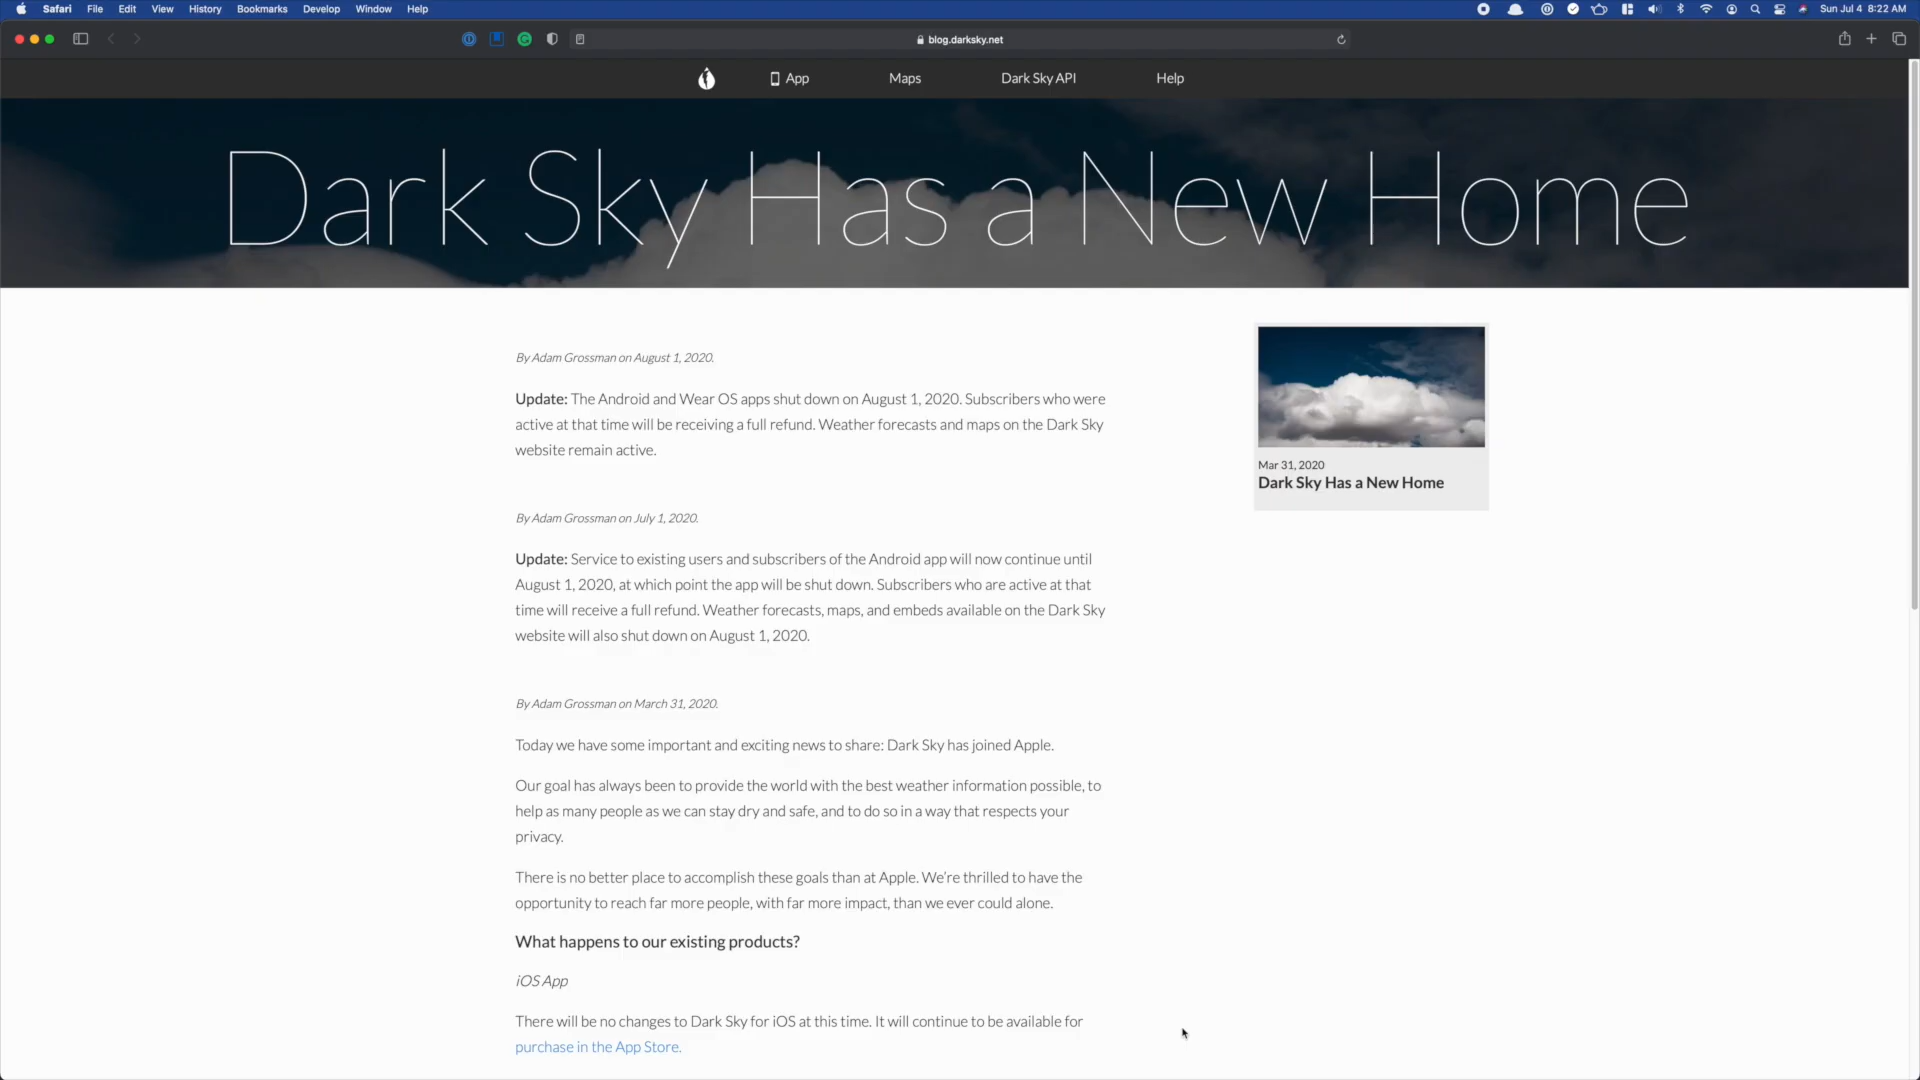 Safari File Edit View History Bookmarks Develop Window Help Sun Jul 4 8:22 AM
blog.darksky.net
App Maps Dark Sky API Help
Dark Sky Has a New Home
By Adam Grossman on August 1, 2020.
Update: The Android and Wear OS apps shut down on August 1, 2020. Subscribers who were
active at that time will be receiving a full refund. Weather forecasts and maps on the Dark Sky
website remain active.
By Adam Grossman on July 1, 2020.
Update: Service to existing users and subscribers of the Android app will now continue until
August 1, 2020, at which point the app will be shut down. Subscribers who are active at that
time will receive a full refund. Weather forecasts, maps, and embeds available on the Dark Sky
website will also shut down on August 1, 2020.
By Adam Grossman on March 31, 2020.
Today we have some important and exciting news to share: Dark Sky has joined Apple.
Our goal has always been to provide the world with the best weather information possible, to
help as many people as we can stay dry and safe, and to do so in a way that respects your
privacy.
There is no better place to accomplish these goals than at Apple. We're thrilled to have the
opportunity to reach far more people, with far more impact, than we ever could alone.
What happens to our existing products?
iOS App
There will be no changes to Dark Sky for iOS at this time. It will continue to be available for
purchase in the App Store.
Mar 31, 2020
Dark Sky Has a New Home